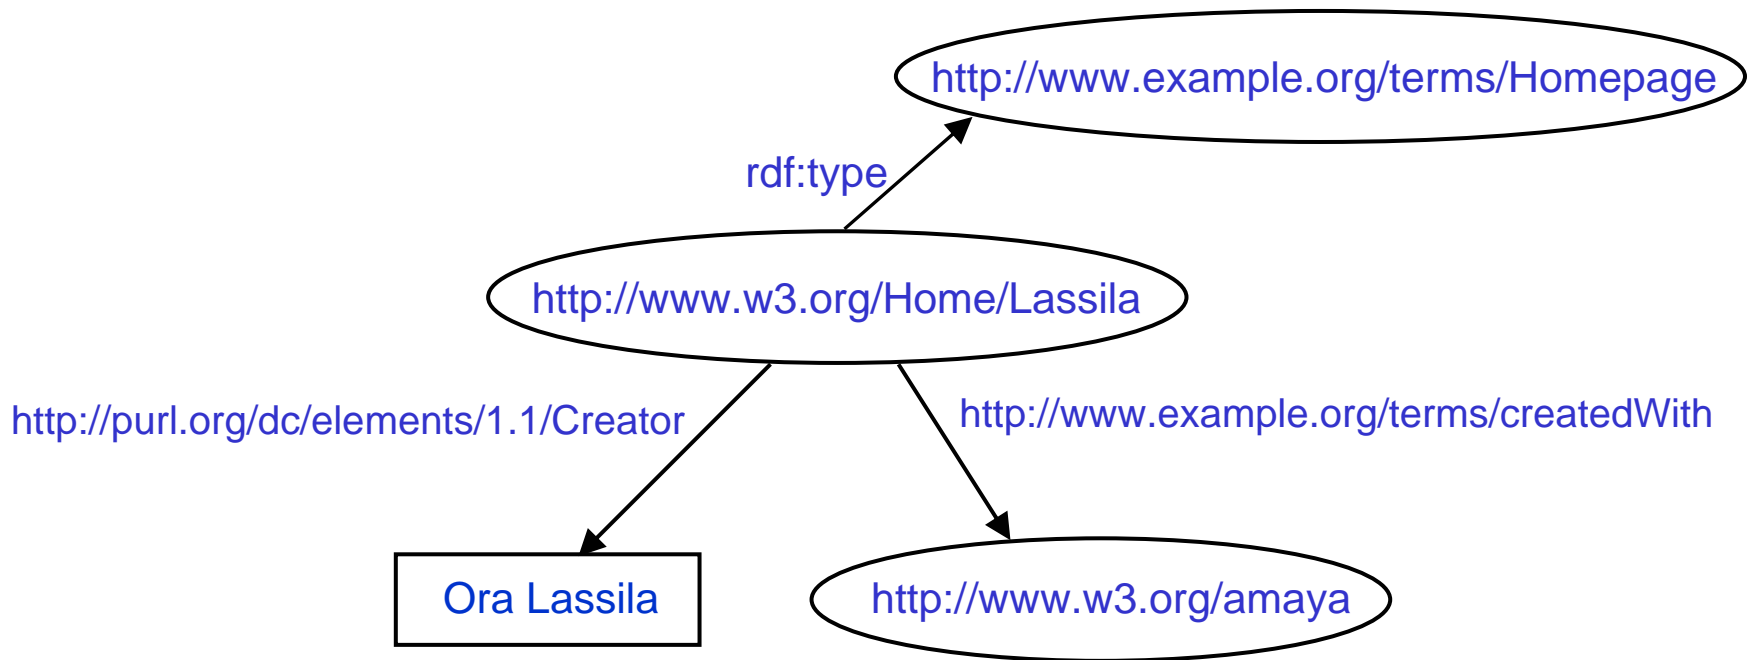 http://www.example.org/terms/Homepage
rdf:type
http://www.w3.org/Home/Lassila
http://purl.org/dc/elements/1.1/Creator
http://www.example.org/terms/createdWith
Ora Lassila
http://www.w3.org/amaya